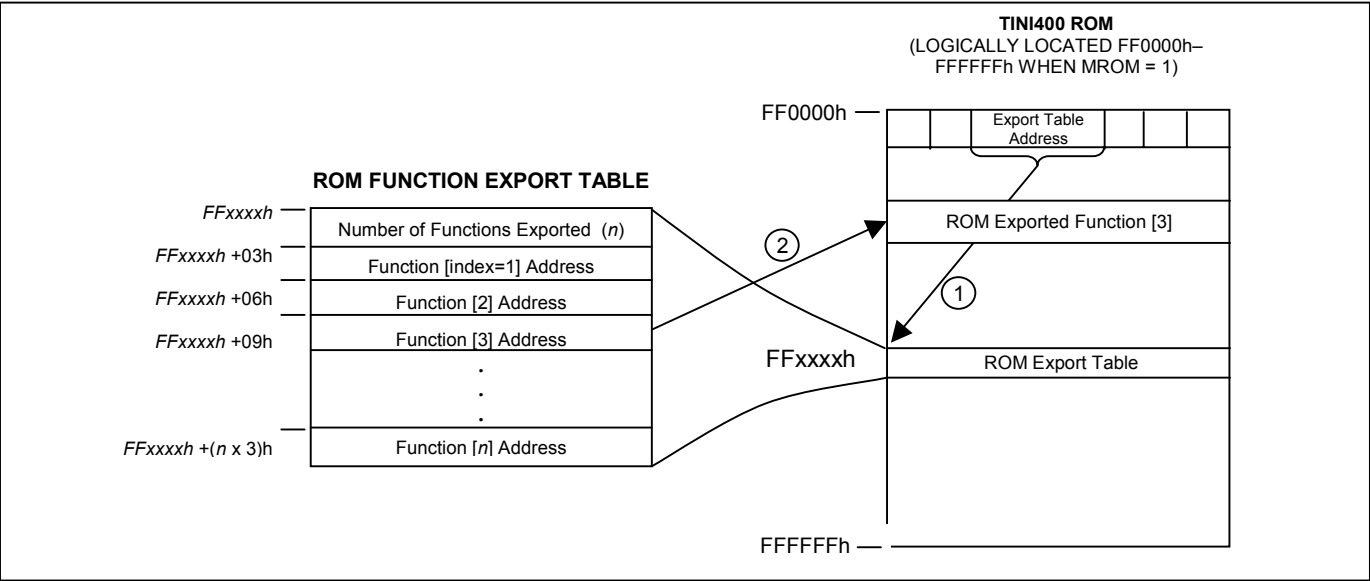 TINI400 ROM
(LOGICALLY LOCATED FF0000h–
FFFFFFh WHEN MROM = 1)
FF0000h
Export Table
Address
ROM FUNCTION EXPORT TABLE
FFxxxxh
Number of Functions Exported (n)
ROM Exported Function [3]
2
FFxxxxh +03h
Function [index=1] Address
FFxxxxh +06h
Function [2] Address
1
FFxxxxh +09h
Function [3] Address
FFxxxxh
ROM Export Table
.
.
.
FFxxxxh +(n x 3)h
Function [n] Address
FFFFFFh